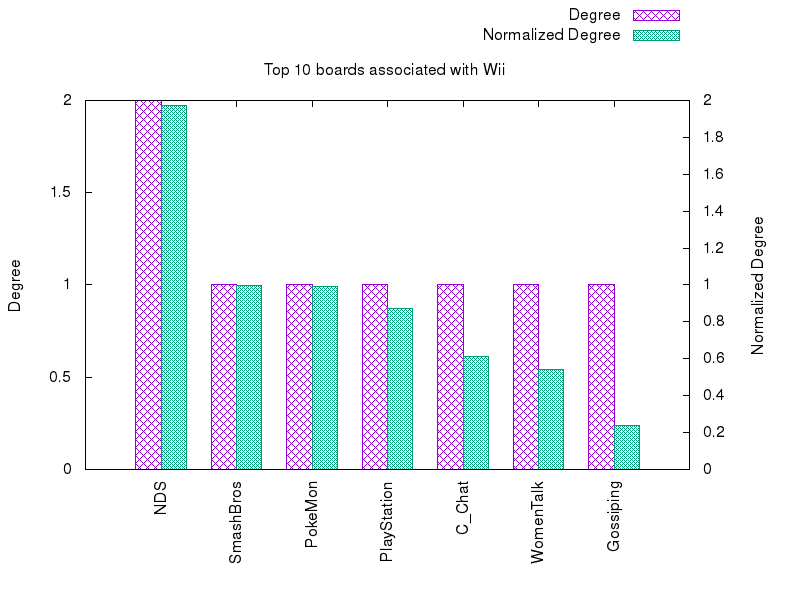 Degree
Normalized Degree
Top 10 boards associated with Wii
2
1.5
1
0.5
0
2
1.8
1.6
1.4
1.2
1
0.8
0.6
0.4
0.2
0
Degree
Normalized Degree
NDS
SmashBros
PokeMon
PlayStation
C_Chat
WomenTalk
Gossiping